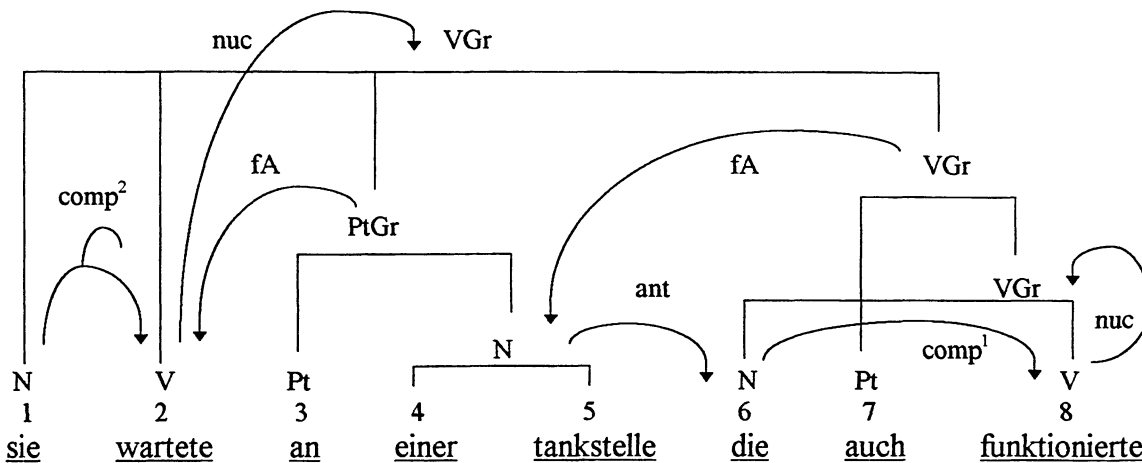 nuc VGr
fA fA VGr
comp²
PtGr
ant VGr
N comp¹ nuc
N V Pt N Pt V
1 2 3 4 5 6 7 8
sie wartete an einer tankstelle die auch funktionierte